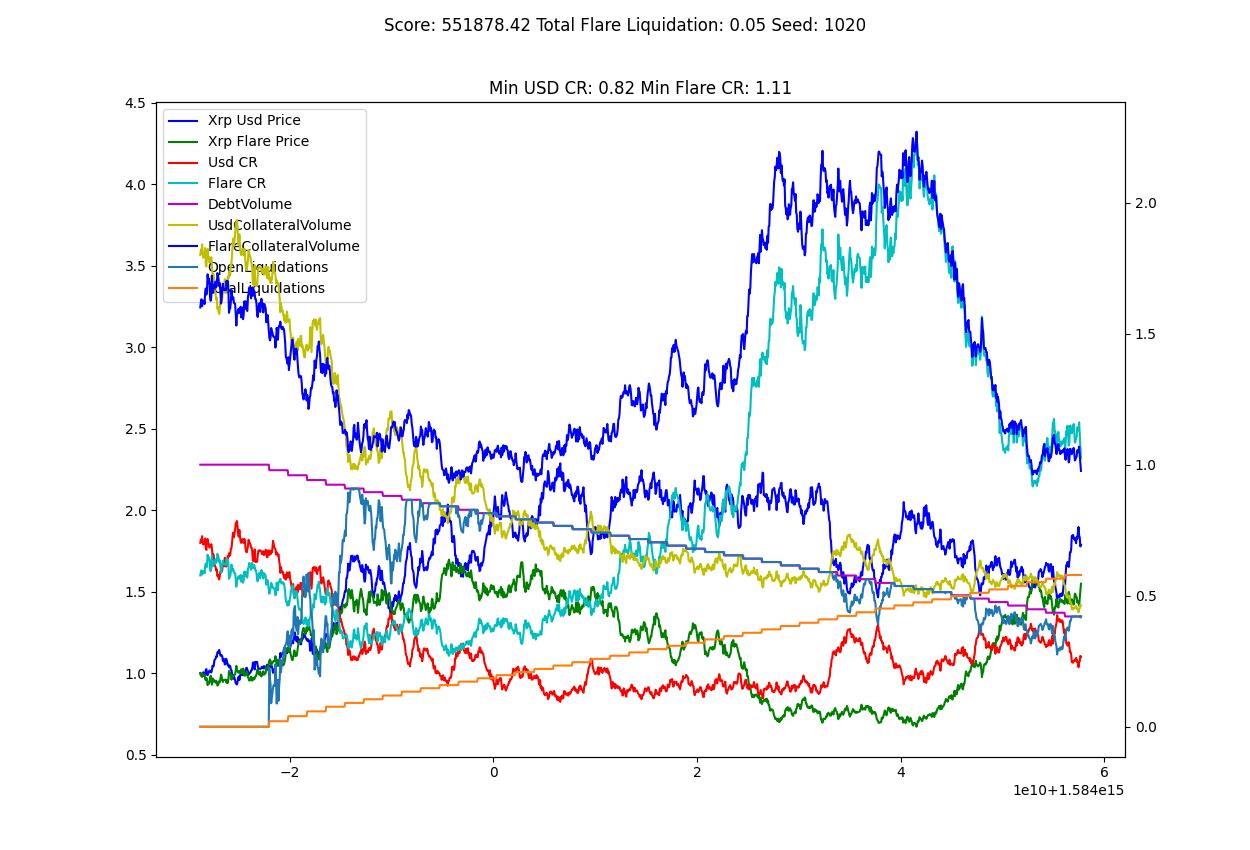 Score: 551878.42 Total Flare Liquidation: 0.05 Seed: 1020
Min USD CR: 0.82 Min Flare CR: 1.11
Xrp Usd Price
Xrp Flare Price
Usd CR
Flare CR
DebtVolume
UsdCollateralVolume
FlareCollateralVolume
OpenLiquidations
TotalLiquidations
4.5
4.0
3.5
3.0
2.5
2.0
1.5
1.0
0.5
2.0
1.5
1.0
0.5
0.0
−2
0
2
4
6
1e10+1.584e15